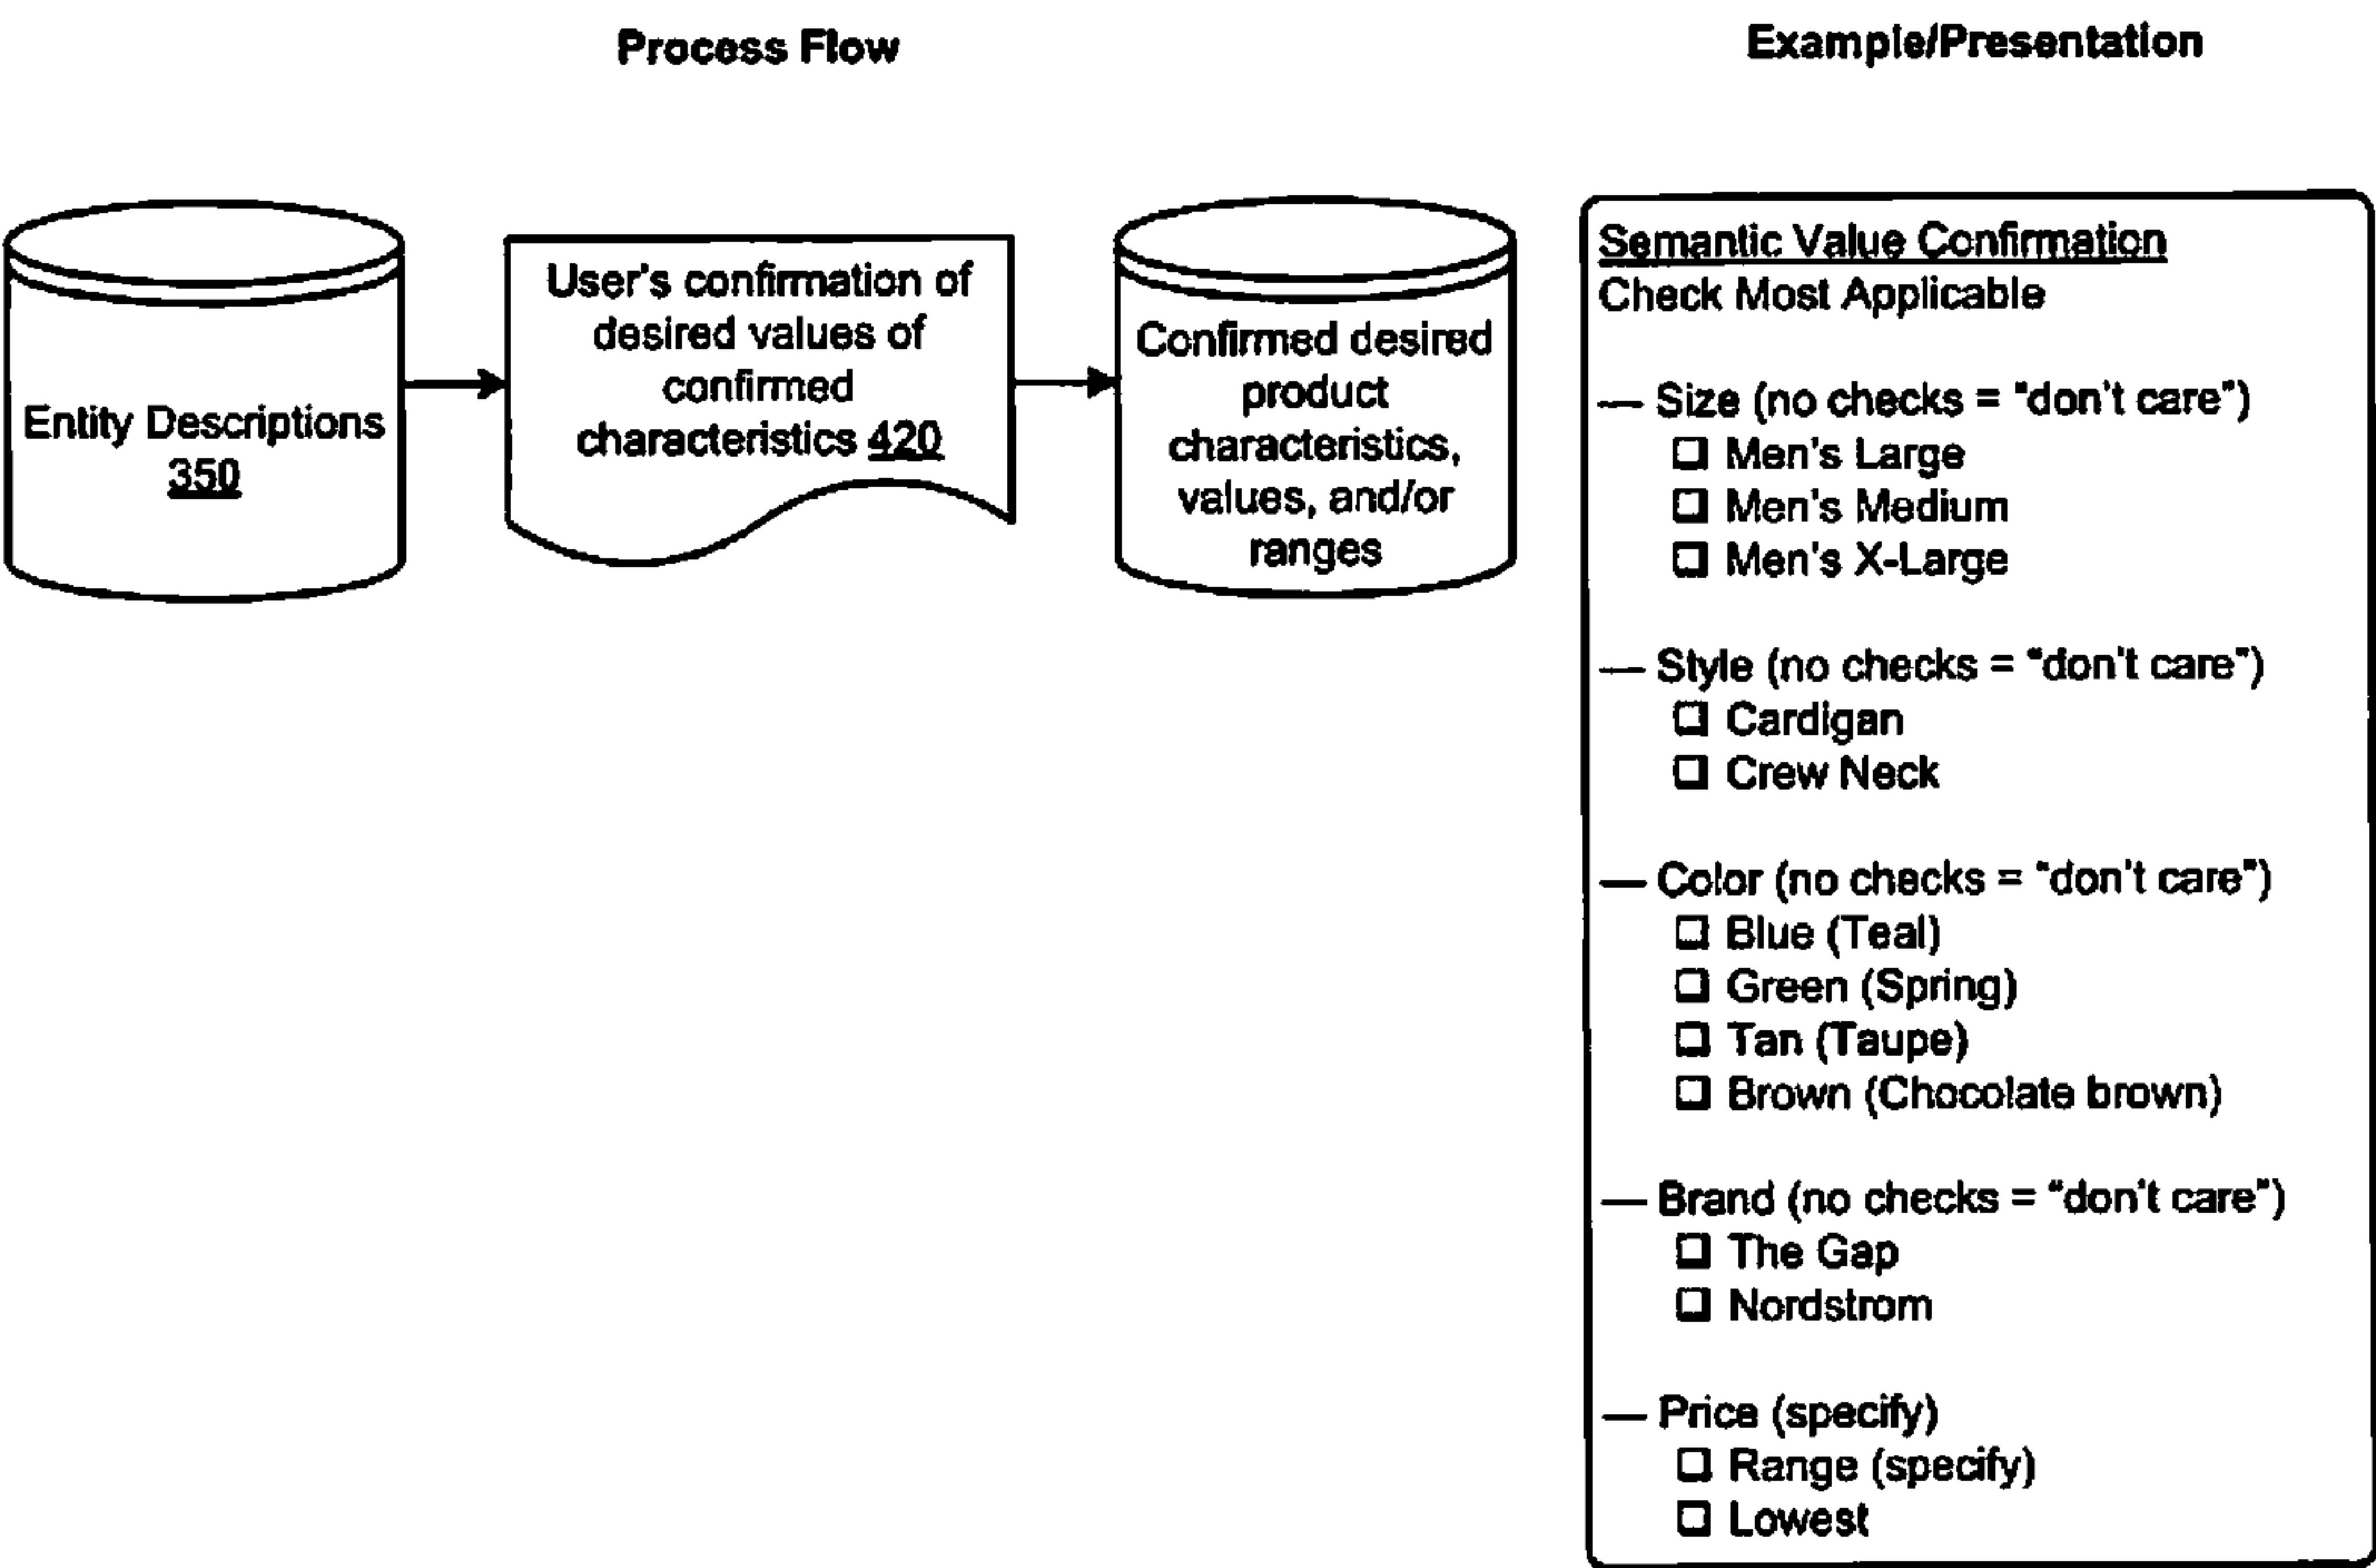 Process Flow
Example/Presentation
Entity Descriptions
350
User's confirmation of
desired values of
confirmed
characteristics 420
Confirmed desired
product
characteristics,
values, and/or
ranges
Semantic Value Confirmation
Check Most Applicable
— Size (no checks = "don't care")
❑ Men's Large
❑ Men's Medium
❑ Men's X-Large
— Style (no checks = "don't care")
❑ Cardigan
❑ Crew Neck
— Color (no checks = "don't care")
❑ Blue (Teal)
❑ Green (Spring)
❑ Tan (Taupe)
❑ Brown (Chocolate brown)
— Brand (no checks = "don't care")
❑ The Gap
❑ Nordstrom
— Price (specify)
❑ Range (specify)
❑ Lowest